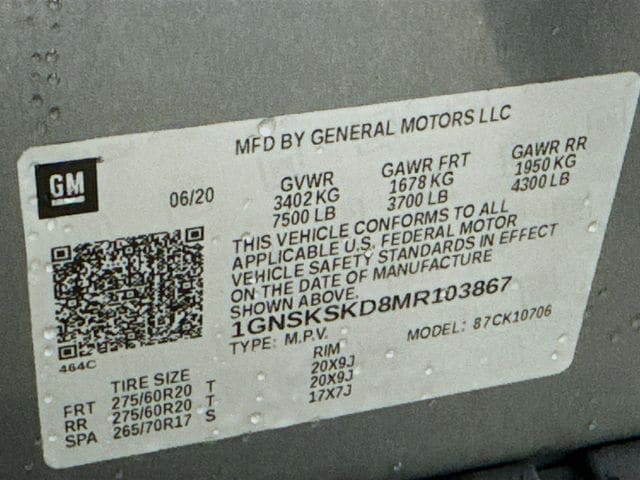 MFD BY GENERAL MOTORS LLC
GM
06/20
GVWR GAWR FRT GAWR RR
3402 KG 1678 KG 1950 KG
7500 LB 3700 LB 4300 LB
THIS VEHICLE CONFORMS TO ALL
APPLICABLE U.S. FEDERAL MOTOR
VEHICLE SAFETY STANDARDS IN EFFECT
ON THE DATE OF MANUFACTURE
SHOWN ABOVE.
1GNSKSKD8MR103867
TYPE: M.P.V. MODEL: 87CK10706
464C
TIRE SIZE RIM
FRT 275/60R20 T 20X9J
RR 275/60R20 T 20X9J
SPA 265/70R17 S 17X7J